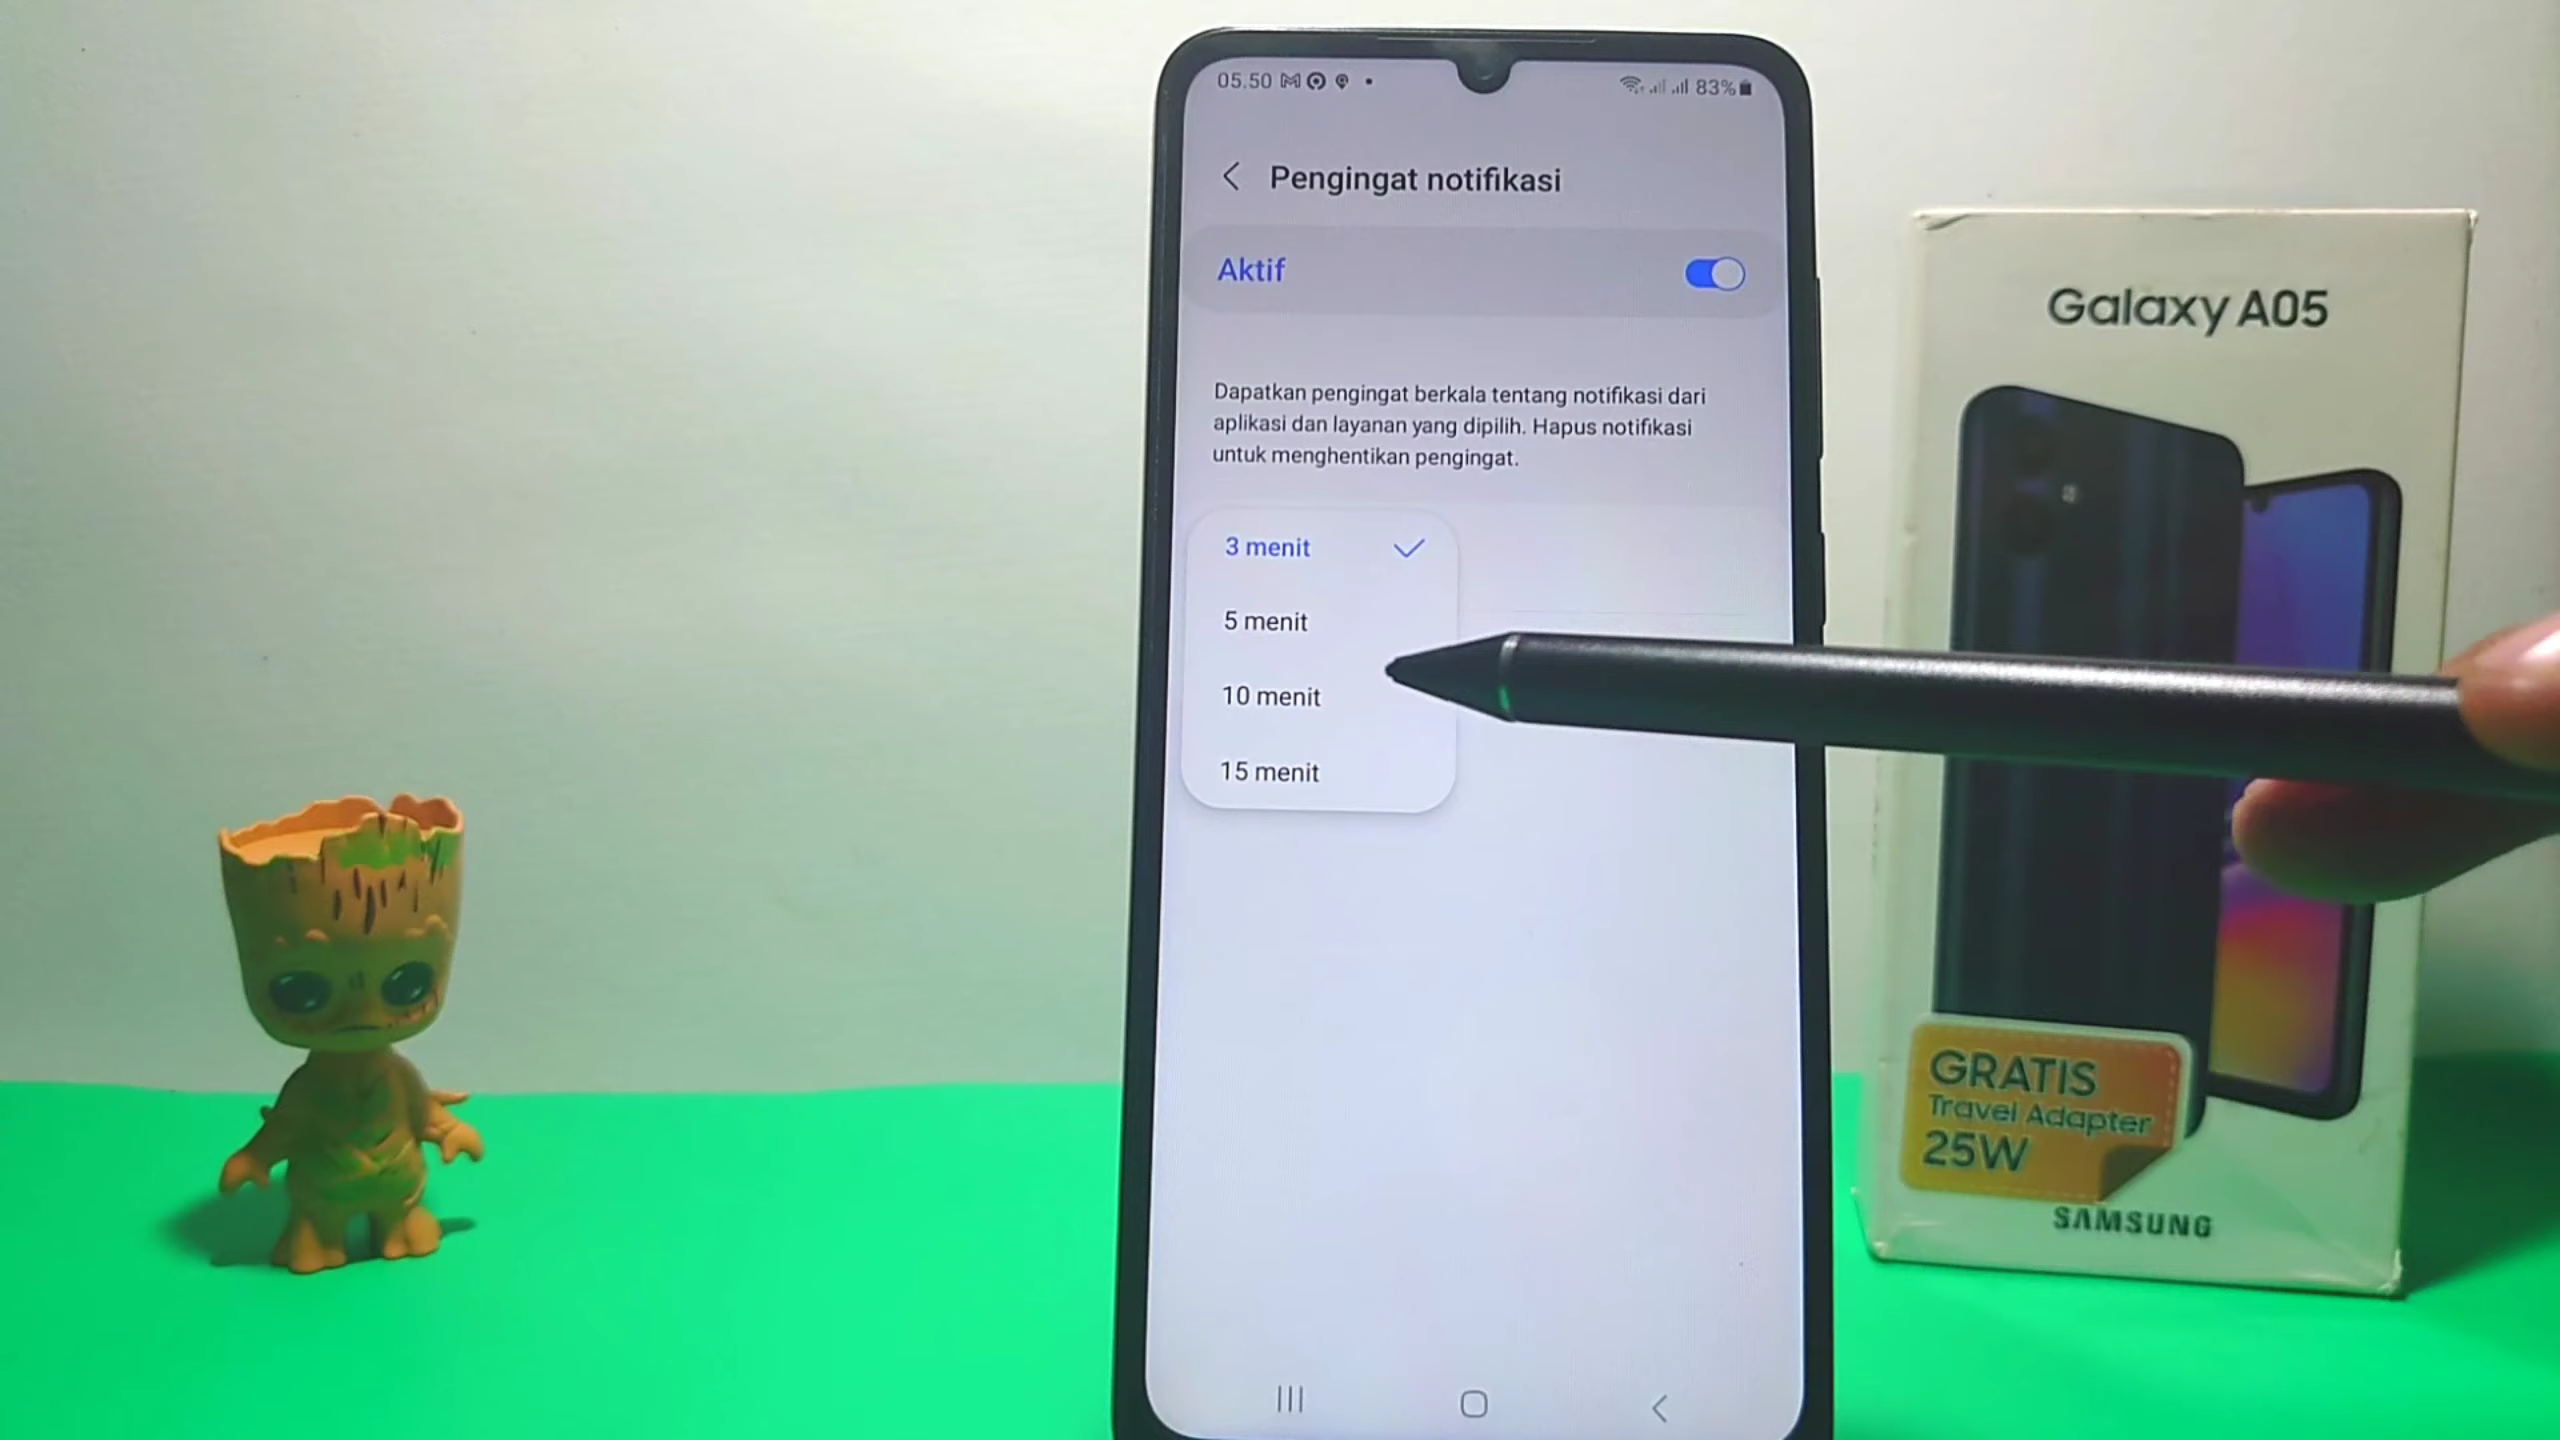 05.50
83%
Pengingat notifikasi
Aktif
Dapatkan pengingat berkala tentang notifikasi dari
aplikasi dan layanan yang dipilih. Hapus notifikasi
untuk menghentikan pengingat.
3 menit
5 menit
10 menit
15 menit
Galaxy A05
GRATIS
Travel Adapter
25W
SAMSUNG